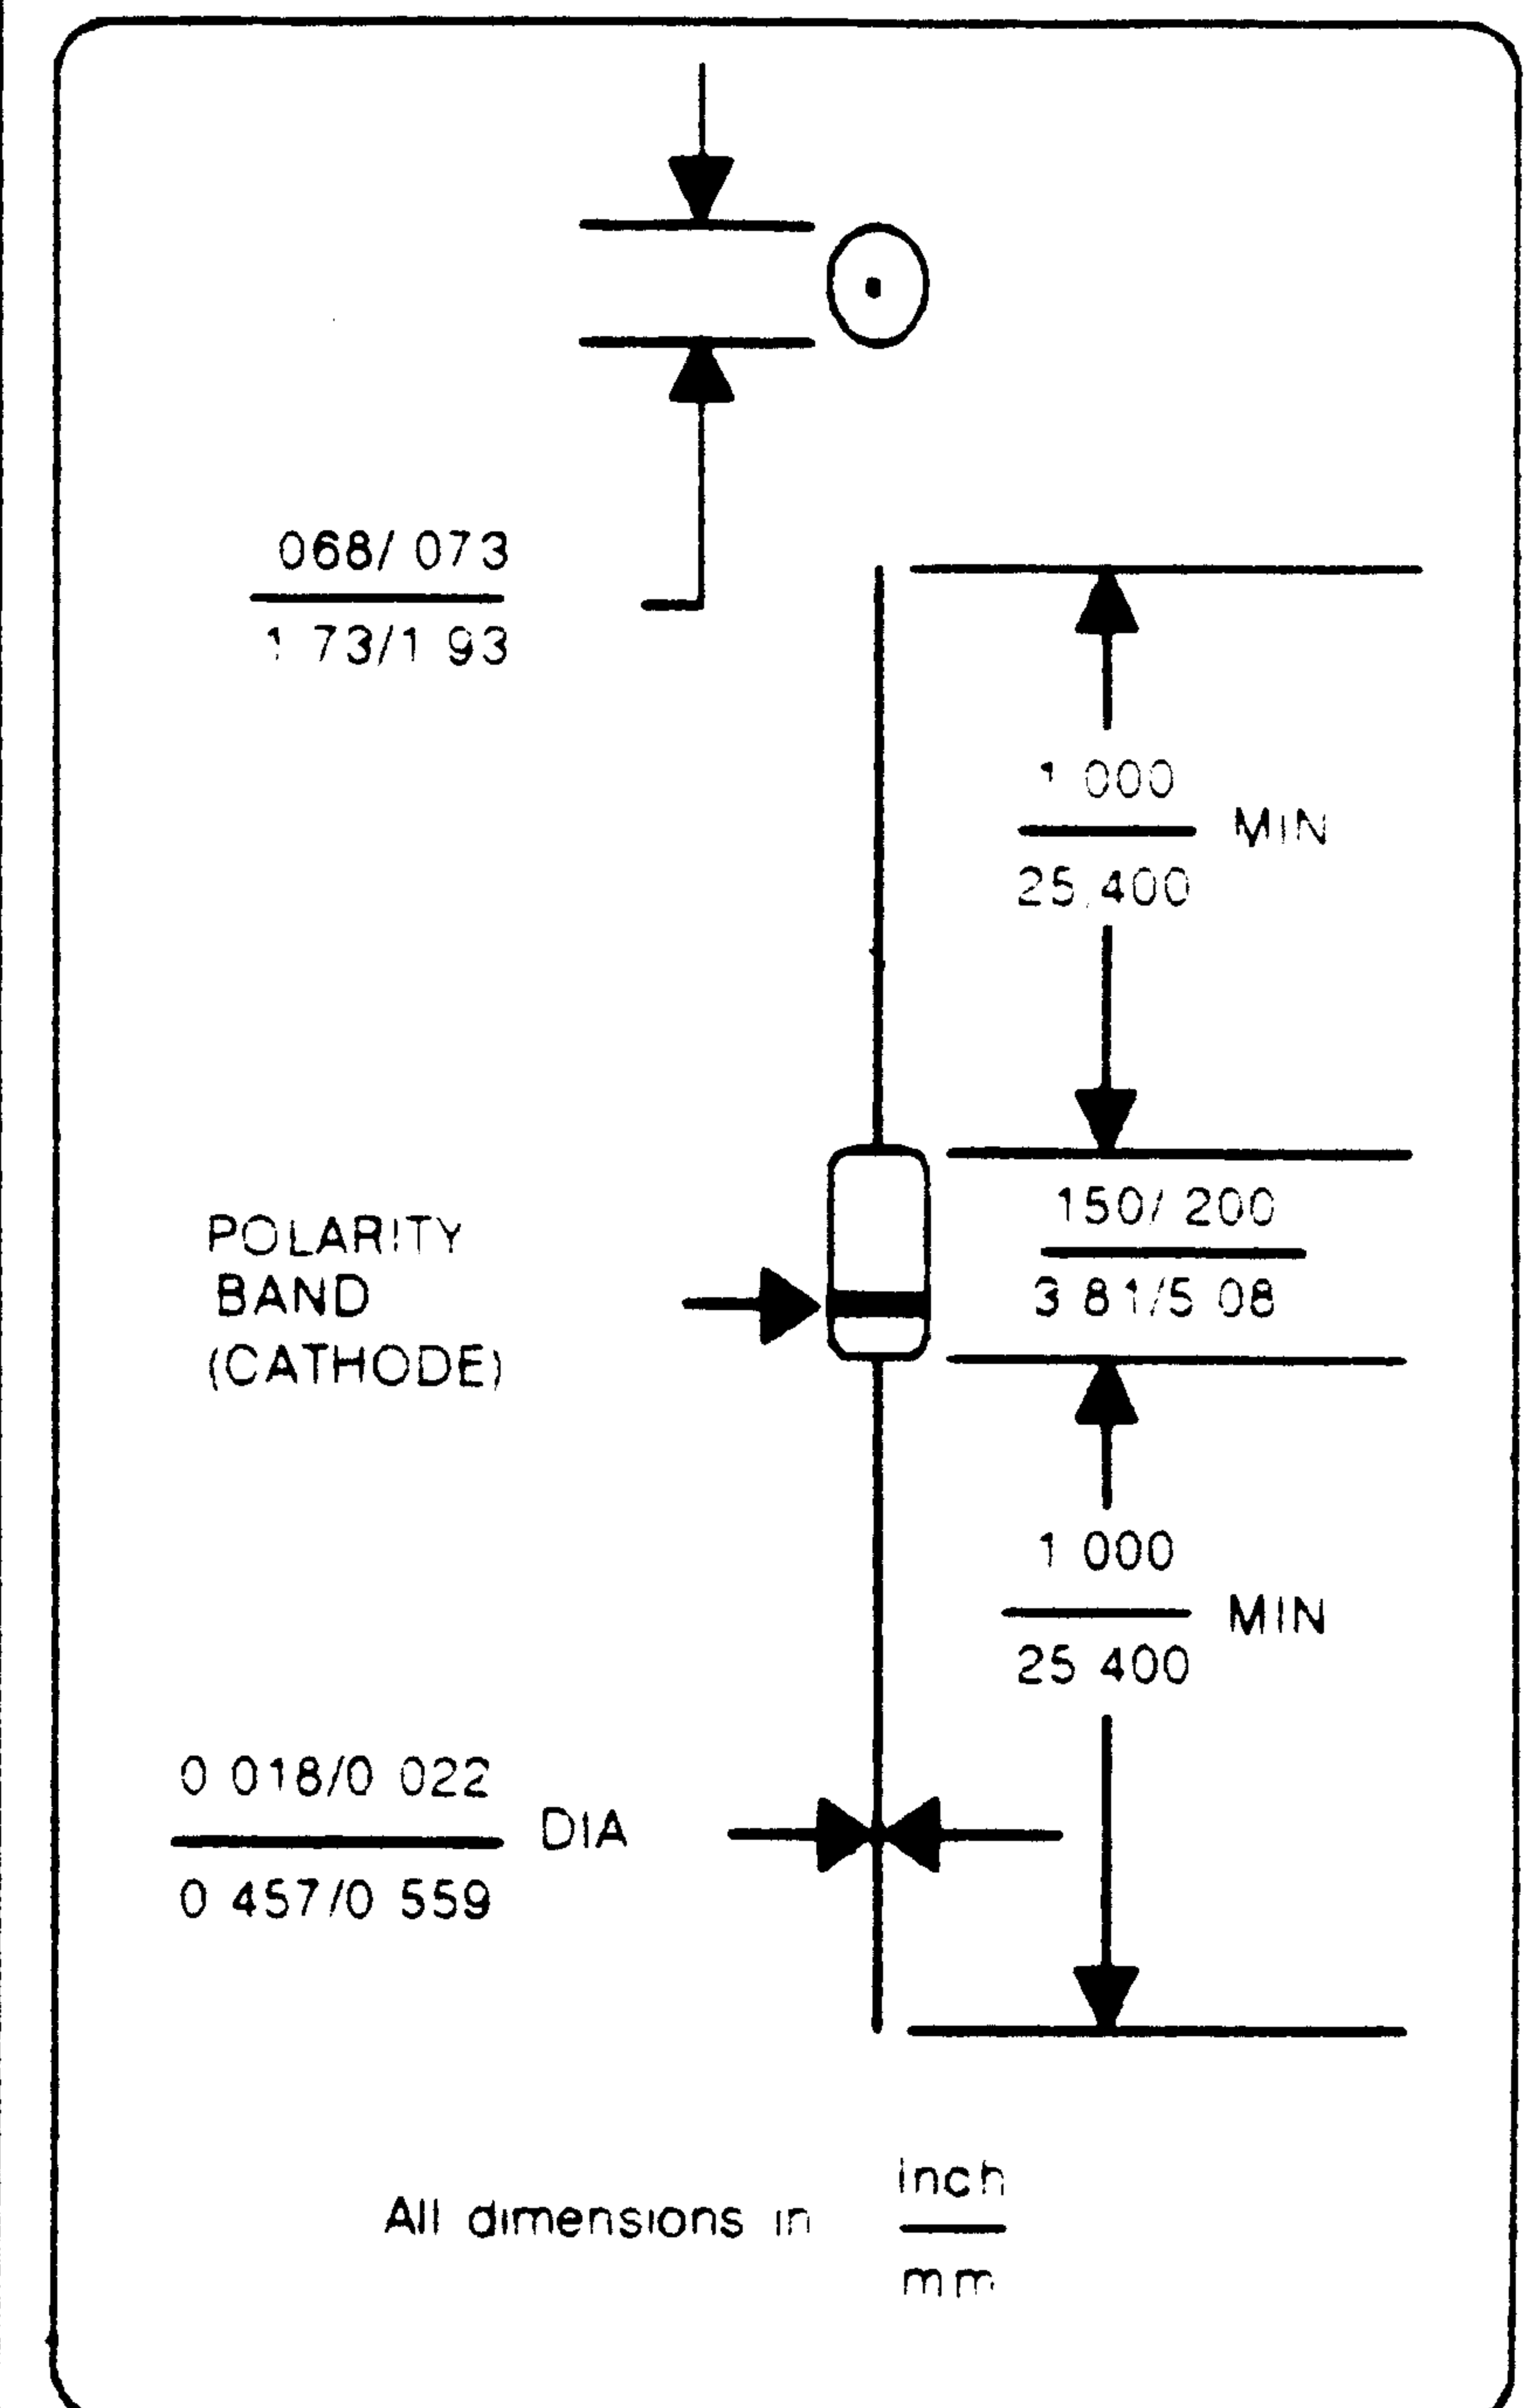 068/ 073
1 73/1 93
1 000
MIN
25.400
150/ 200
3 81/5 08
POLARITY
BAND
(CATHODE)
1 000
MIN
25 400
0 018/0 022
DIA
0 457/0 559
All dimensions in
inch
mm